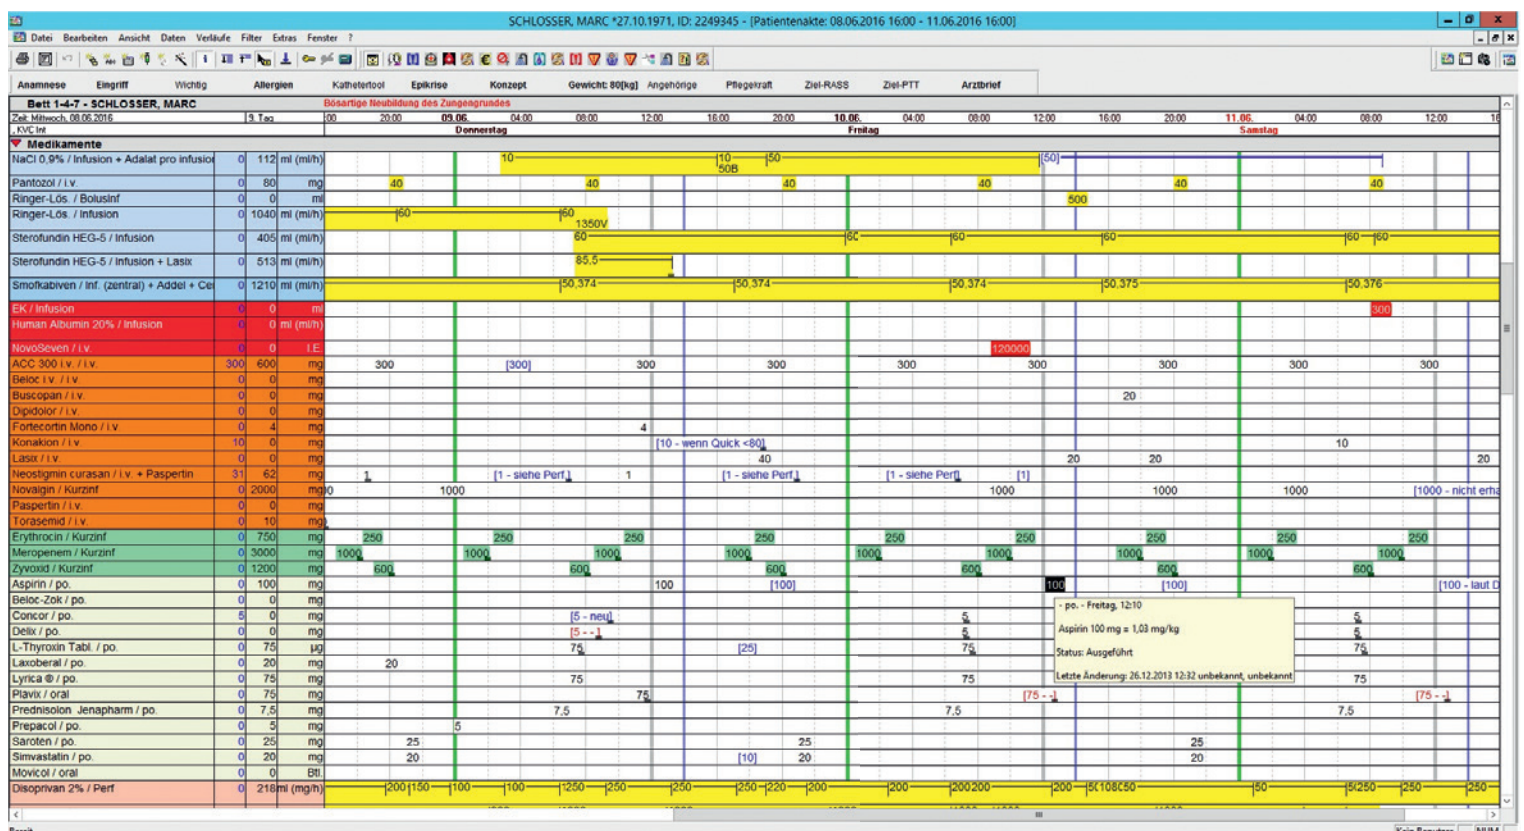 SCHLOSSER, MARC *27.10.1971, ID: 2249345 - [Patientenakte: 08.06.2016 16:00 - 11.06.2016 16:00]
Datei Bearbeiten Ansicht Daten Verläufe Filter Extras Fenster ?
Anamnese Eingriff Wichtig Allergien Kathetertool Epikrise Konzept Gewicht: 80[kg] Angehörige Pflegekraft Ziel-RASS Ziel-PTT Arztbrief
Bett 1-4-7 - SCHLOSSER, MARC Bösartige Neubildung des Zungengrundes
Zeit: Mittwoch, 08.06.2016 9. Tag :00 20:00 09.06. 04:00 08:00 12:00 16:00 20:00 10.06. 04:00 08:00 12:00 16:00 20:00 11.06. 04:00 08:00 12:00 16
, KVC Int Donnerstag Freitag Samstag
Medikamente
NaCl 0,9% / Infusion + Adalat pro infusion 0 112 ml (ml/h) 10 10 50 [50]
50B
Pantozol / i.v. 0 80 mg 40 40 40 40 40 40
Ringer-Lös. / BolusInf 0 0 ml 500
Ringer-Lös. / Infusion 0 1040 ml (ml/h) 60 60
1350V
Sterofundin HEG-5 / Infusion 0 405 ml (ml/h) 60 60 60 60 60 60
Sterofundin HEG-5 / Infusion + Lasix 0 513 ml (ml/h) 85,5
Smofkabiven / Inf. (zentral) + Addel + Cer 0 1210 ml (ml/h) 50,374 50,374 50,374 50,375 50,376
EK / Infusion 0 0 ml 300
Human Albumin 20% / Infusion 0 0 ml (ml/h)
NovoSeven / i.v. 0 0 I.E. 120000
ACC 300 i.v. / i.v. 300 600 mg 300 [300] 300 300 300 300 300 300 300
Beloc i.v. / i.v. 0 0 mg
Buscopan / i.v. 0 0 mg 20
Dipidolor / i.v. 0 0 mg
Fortecortin Mono / i.v. 0 4 mg 4
Konakion / i.v. 10 0 mg [10 - wenn Quick <80] 10
Lasix / i.v. 0 0 mg 40 20 20 20
Neostigmin curasan / i.v. + Paspertin 31 62 mg 1 [1 - siehe Perf.] 1 [1 - siehe Perf.] [1 - siehe Perf] [1]
Novalgin / Kurzinf 0 2000 mg 1000 1000 1000 1000 [1000 - nicht erha
Paspertin / i.v. 0 0 mg
Torasemid / i.v. 0 10 mg
Erythrocin / Kurzinf 0 750 mg 250 250 250 250 250 250 250 250 250
Meropenem / Kurzinf 0 3000 mg 1000 1000 1000 1000 1000 1000 1000 1000 1000
Zyvoxid / Kurzinf 0 1200 mg 600 600 600 600 600 600
Aspirin / po. 0 100 mg 100 [100] 100 [100] [100 - laut D
Beloc-Zok / po. 0 0 mg
Concor / po. 5 0 mg [5 - neu] 5 5
Delix / po. 0 0 mg [5 - -] 5 5
L-Thyroxin Tabl. / po. 0 75 µg 75 [25] 75 75
Laxoberal / po. 0 20 mg 20
Lyrica ® / po. 0 75 mg 75 75 75
Plavix / oral 0 75 mg 75 [75 - -] [75 - -]
Prednisolon Jenapharm / po. 0 7,5 mg 7,5 7,5 7,5
Prepacol / po. 0 5 mg 5
Saroten / po. 0 25 mg 25 25 25
Simvastatin / po. 0 20 mg 20 [10] 20 20
Movicol / oral 0 0 Btl.
Disoprivan 2% / Perf 0 218 ml (mg/h) 200 150 100 100 1250 250 250 250 220 200 200 200200 200 50 250 250 250
- po. - Freitag, 12:10
Aspirin 100 mg = 1,03 mg/kg
Status: Ausgeführt
Letzte Änderung: 26.12.2013 12:32 unbekannt, unbekannt